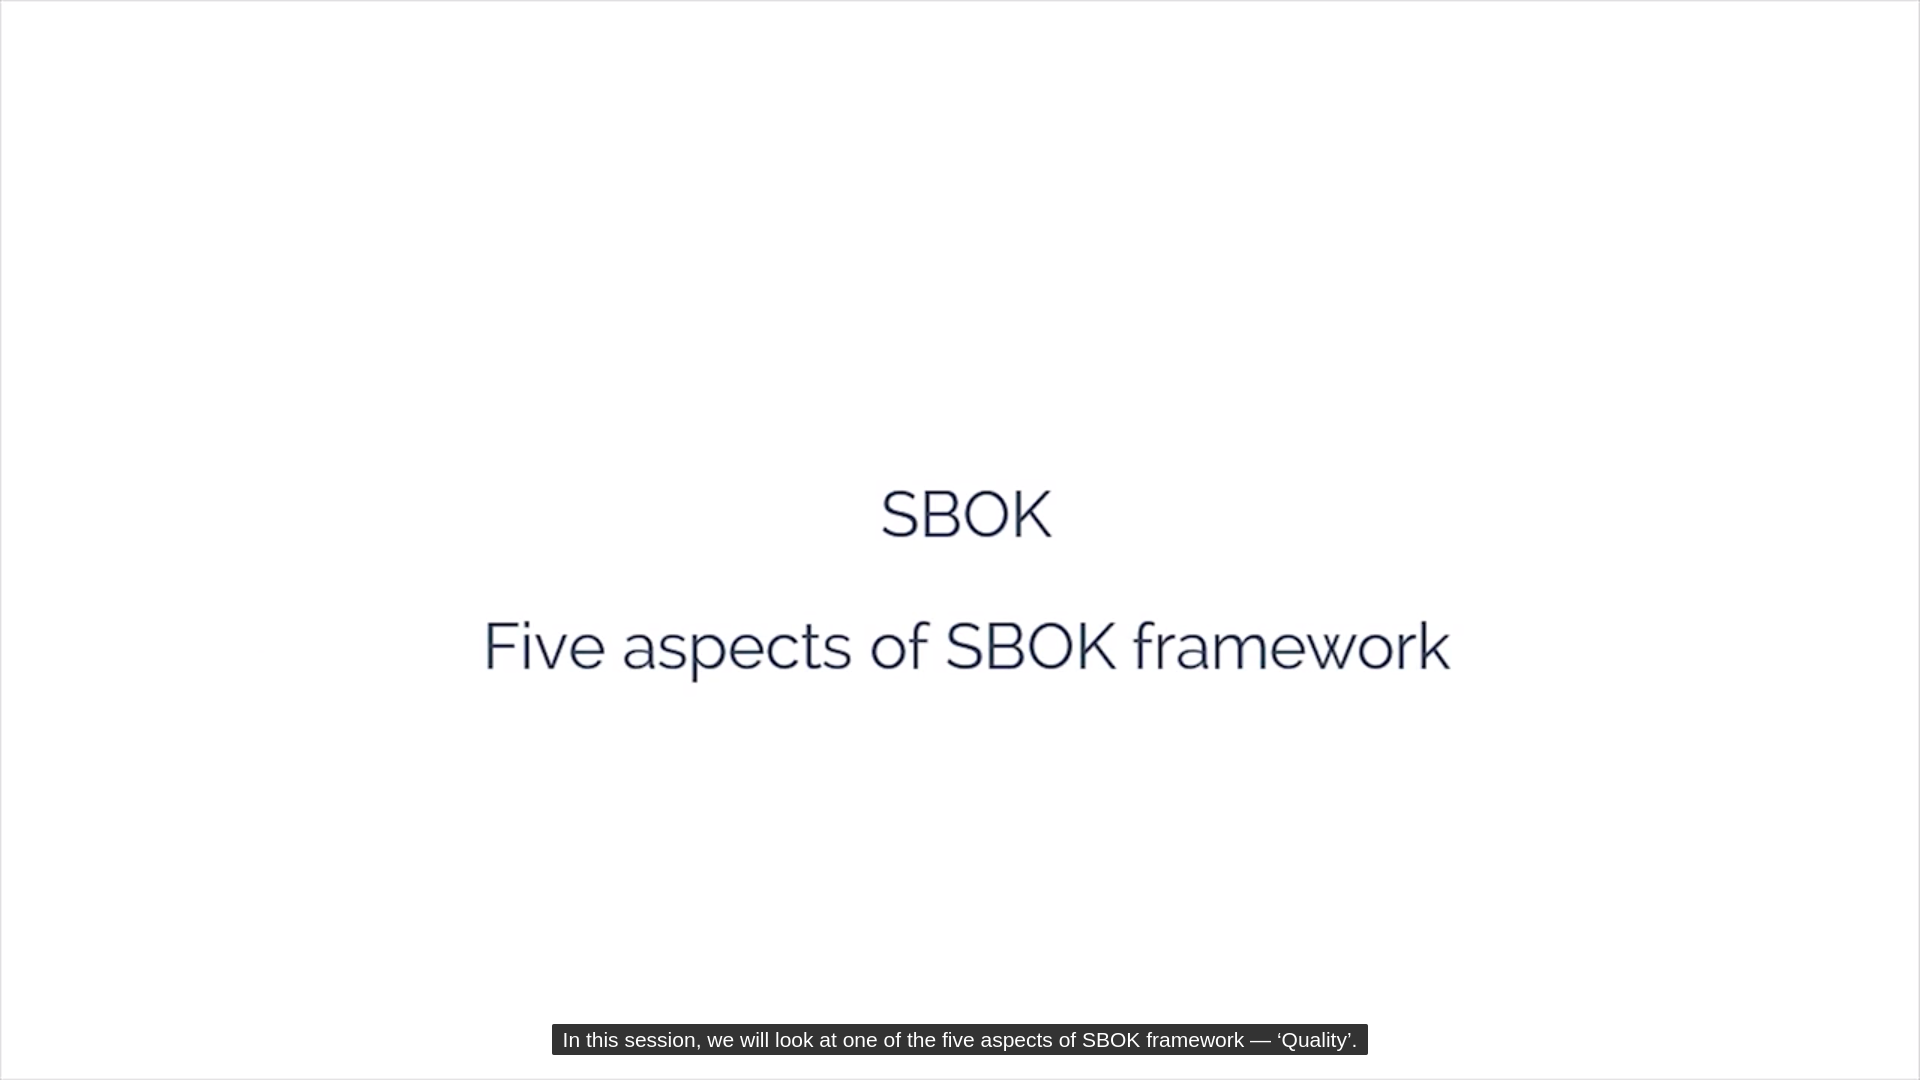 SBOK
Five aspects of SBOK framework
In this session, we will look at one of the five aspects of SBOK framework — ‘Quality’.